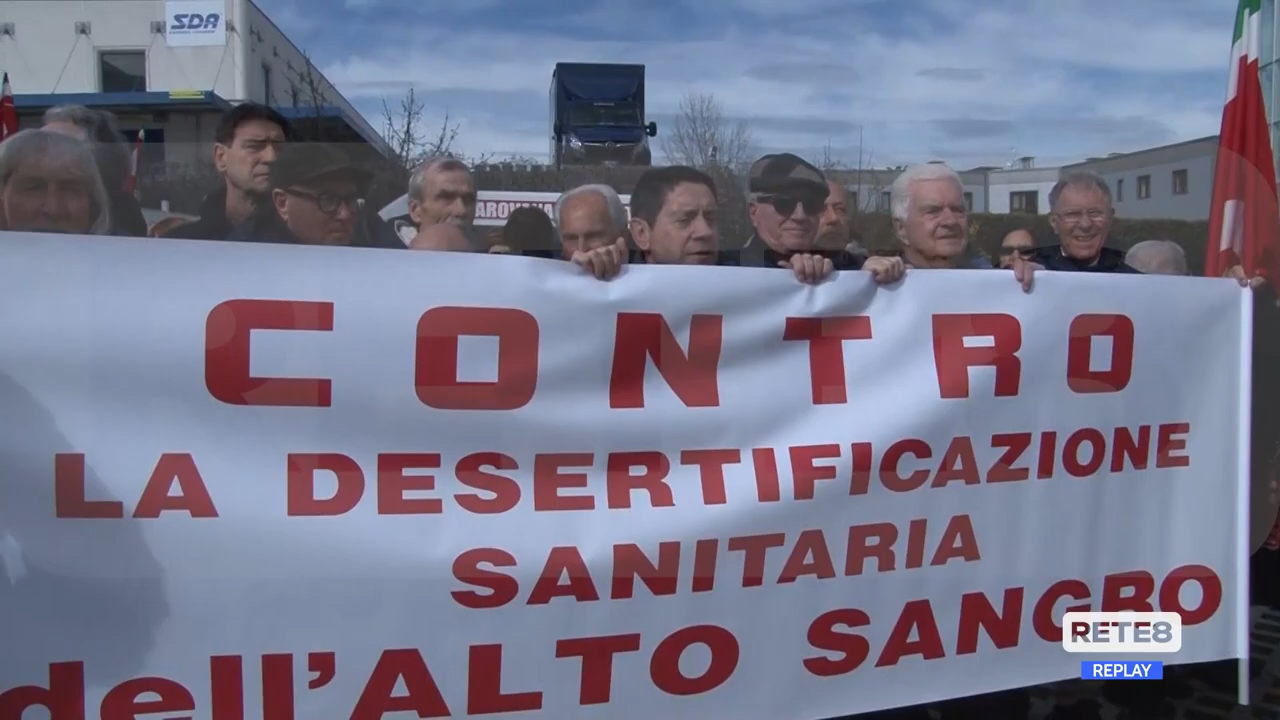 SDA
CONTRO
LA DESERTIFICAZIONE
SANITARIA
dell'ALTO SANGRO
RETE8
REPLAY